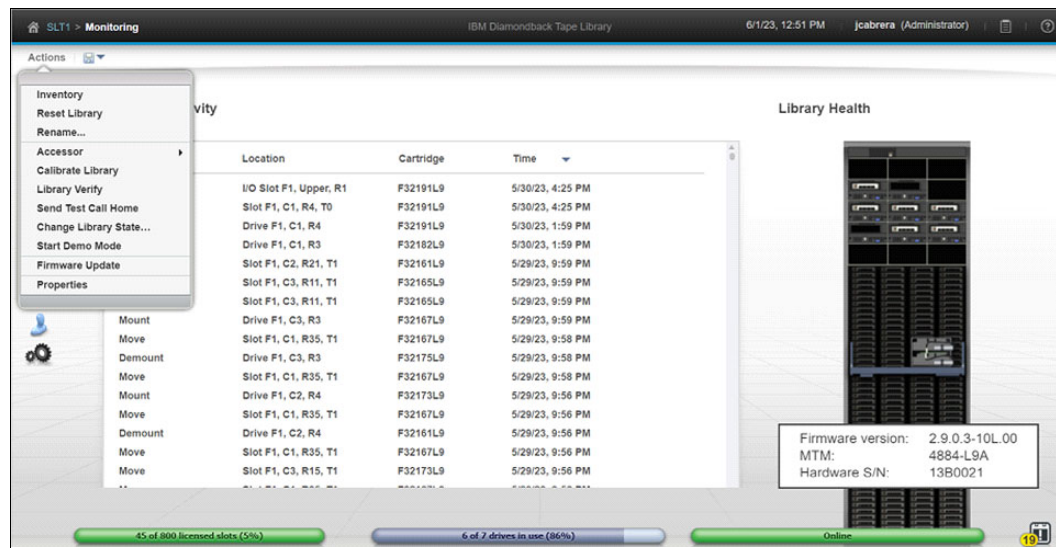 SLT1 > Monitoring IBM Diamondback Tape Library 6/1/23, 12:51 PM jcabrera (Administrator) ?
Actions
Inventory
Reset Library
Rename...
Accessor
Calibrate Library
Library Verify
Send Test Call Home
Change Library State...
Start Demo Mode
Firmware Update
Properties
vity
Location Cartridge Time
I/O Slot F1, Upper, R1 F32191L9 5/30/23, 4:25 PM
Slot F1, C1, R4, T0 F32191L9 5/30/23, 4:25 PM
Drive F1, C1, R4 F32191L9 5/30/23, 1:59 PM
Drive F1, C1, R3 F32182L9 5/30/23, 1:59 PM
Slot F1, C2, R21, T1 F32161L9 5/29/23, 9:59 PM
Slot F1, C3, R11, T1 F32165L9 5/29/23, 9:59 PM
Slot F1, C3, R11, T1 F32165L9 5/29/23, 9:59 PM
Mount Drive F1, C3, R3 F32167L9 5/29/23, 9:59 PM
Move Slot F1, C1, R35, T1 F32167L9 5/29/23, 9:58 PM
Demount Drive F1, C3, R3 F32175L9 5/29/23, 9:58 PM
Move Slot F1, C1, R35, T1 F32167L9 5/29/23, 9:58 PM
Mount Drive F1, C2, R4 F32173L9 5/29/23, 9:56 PM
Move Slot F1, C1, R35, T1 F32167L9 5/29/23, 9:56 PM
Demount Drive F1, C2, R4 F32161L9 5/29/23, 9:56 PM
Move Slot F1, C1, R35, T1 F32167L9 5/29/23, 9:56 PM
Move Slot F1, C3, R15, T1 F32173L9 5/29/23, 9:56 PM
Library Health
Firmware version: 2.9.0.3-10L.00
MTM: 4884-L9A
Hardware S/N: 13B0021
45 of 800 licensed slots (5%) 6 of 7 drives in use (86%) Online 19